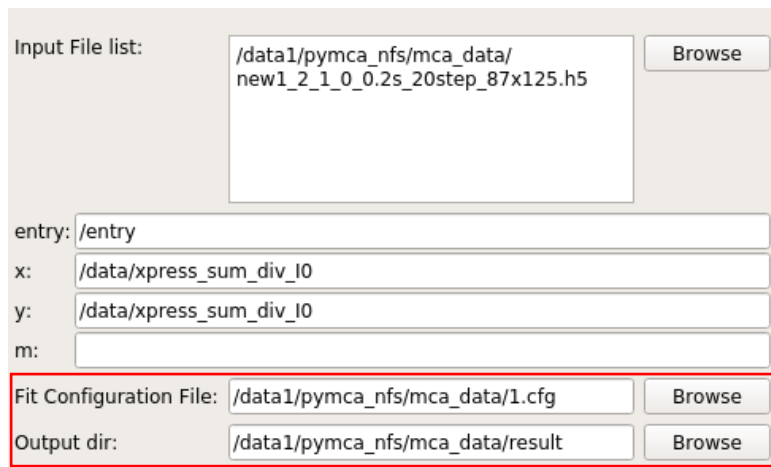 Input File list:
/data1/pymca_nfs/mca_data/
new1_2_1_0_0.2s_20step_87x125.h5
Browse
entry: /entry
x: /data/xpress_sum_div_I0
y: /data/xpress_sum_div_I0
m:
Fit Configuration File: /data1/pymca_nfs/mca_data/1.cfg Browse
Output dir: /data1/pymca_nfs/mca_data/result Browse